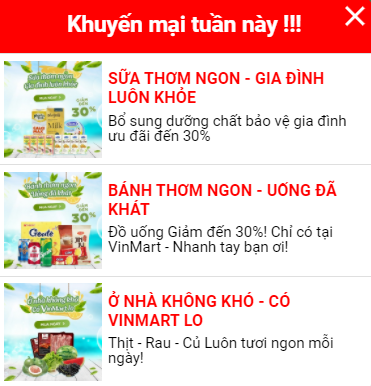 Khuyến mại tuần này !!!
SỮA THƠM NGON - GIA ĐÌNH
LUÔN KHỎE
Bổ sung dưỡng chất bảo vệ gia đình
ưu đãi đến 30%
30%
BÁNH THƠM NGON - UỐNG ĐÃ
KHÁT
Đồ uống Giảm đến 30%! Chỉ có tại
VinMart - Nhanh tay bạn ơi!
30%
Ở NHÀ KHÔNG KHÓ - CÓ
VINMART LO
Thịt - Rau - Củ Luôn tươi ngon mỗi
ngày!